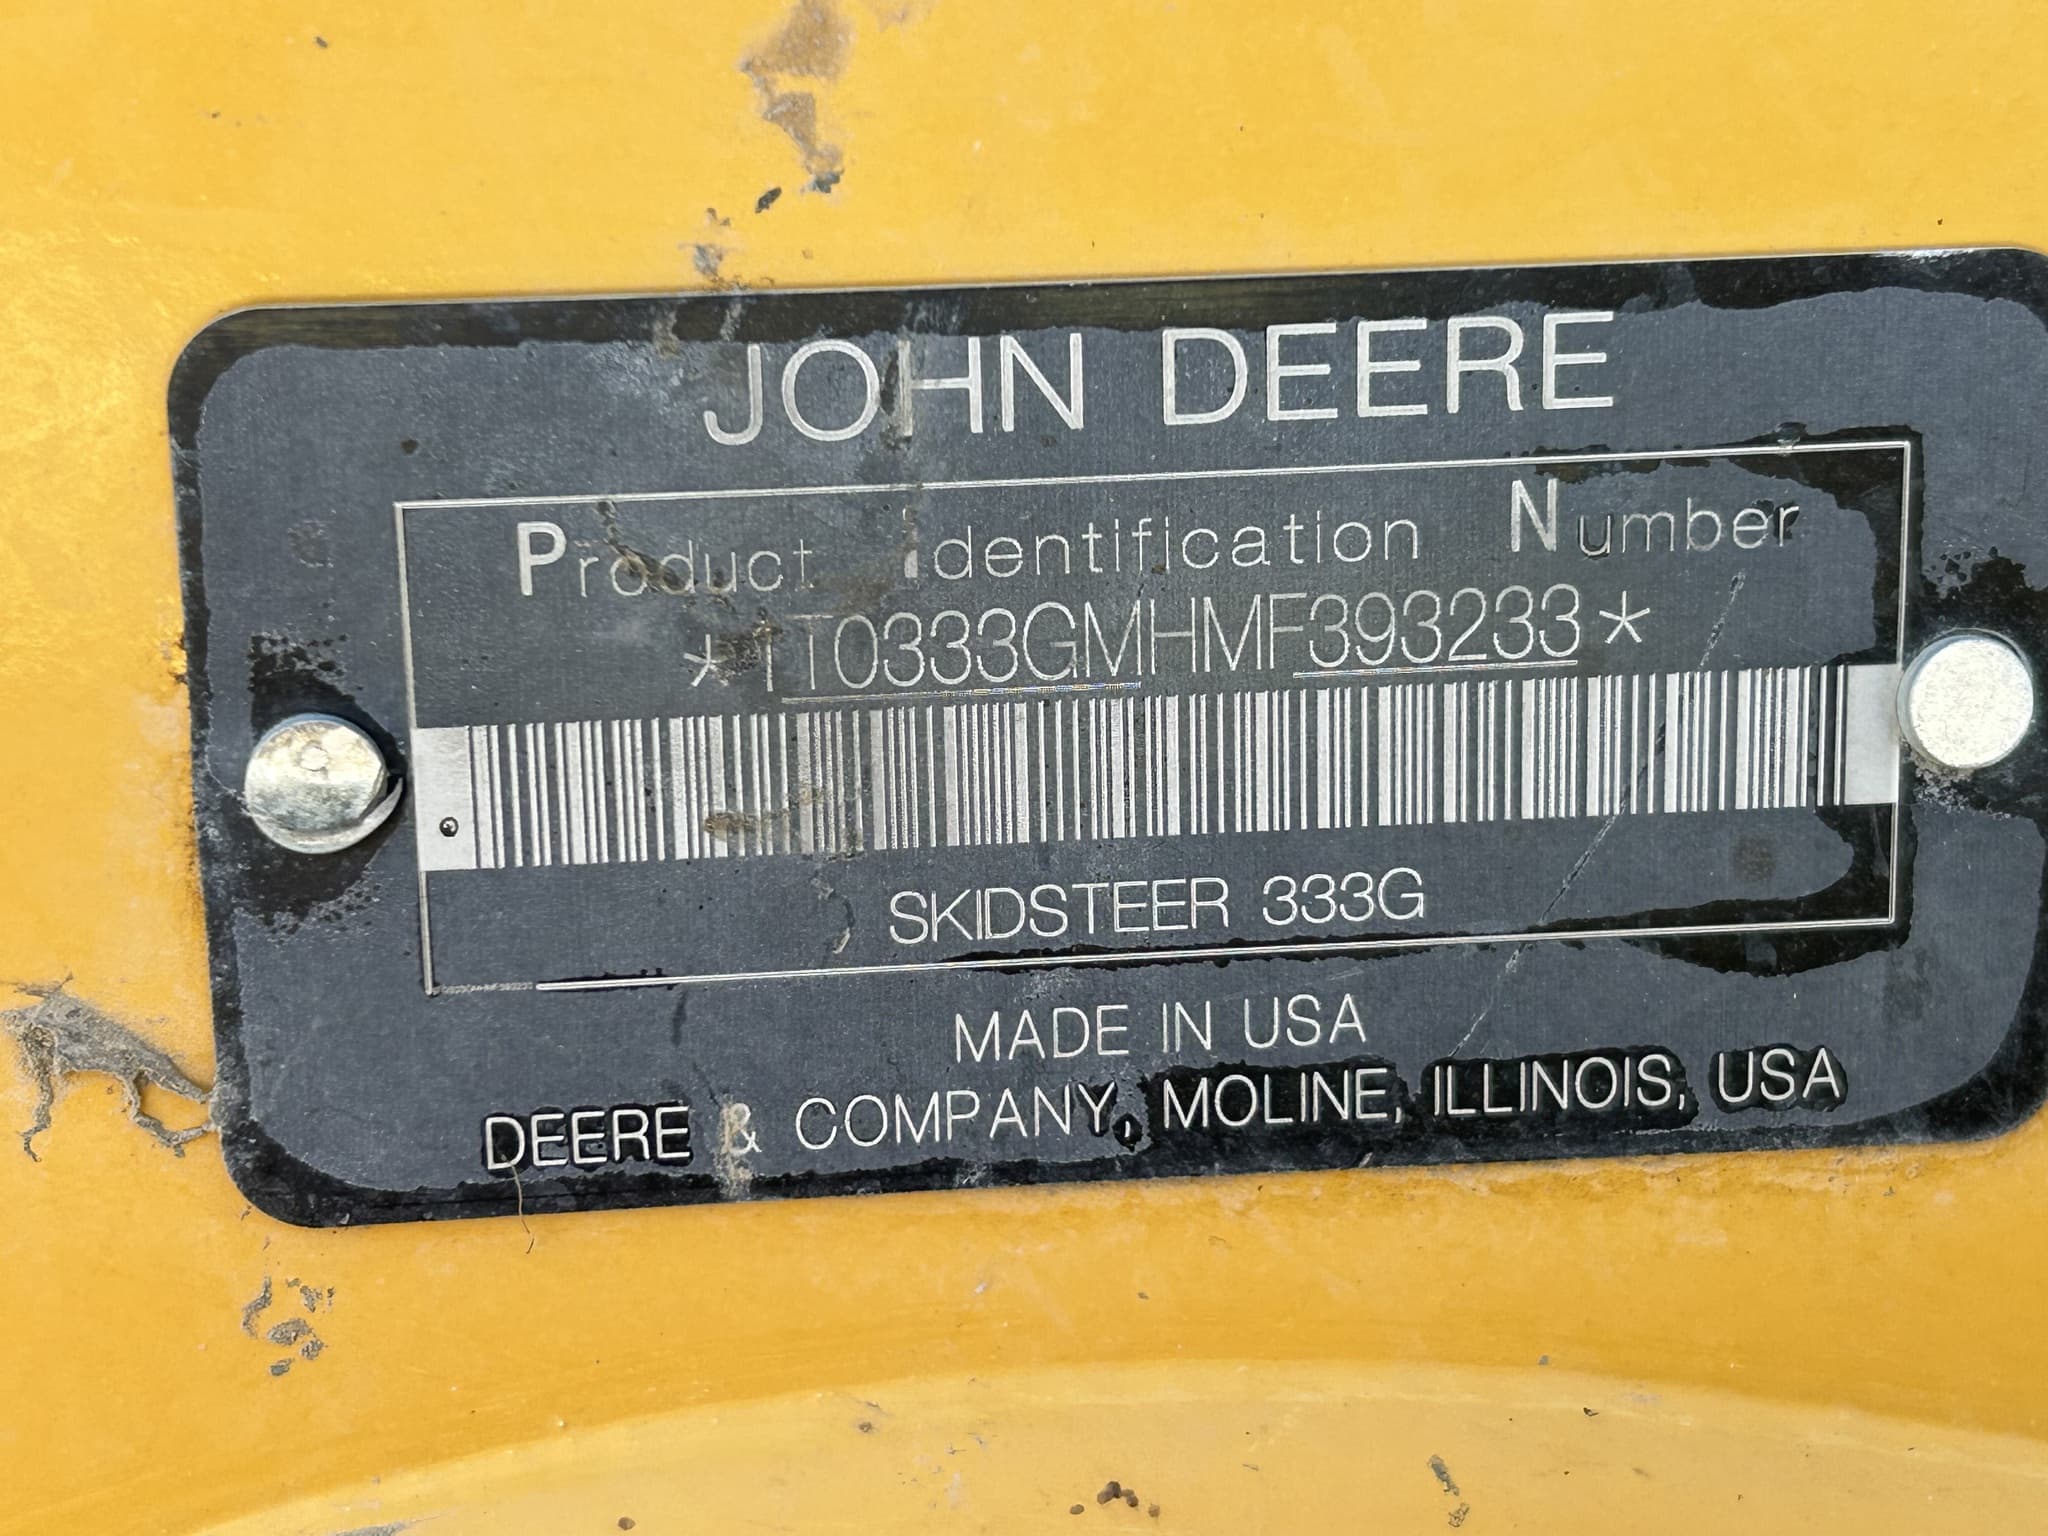 JOHN DEERE
Product Identification Number
*1T0333GMHMF393233*
SKIDSTEER 333G
MADE IN USA
DEERE & COMPANY, MOLINE, ILLINOIS, USA